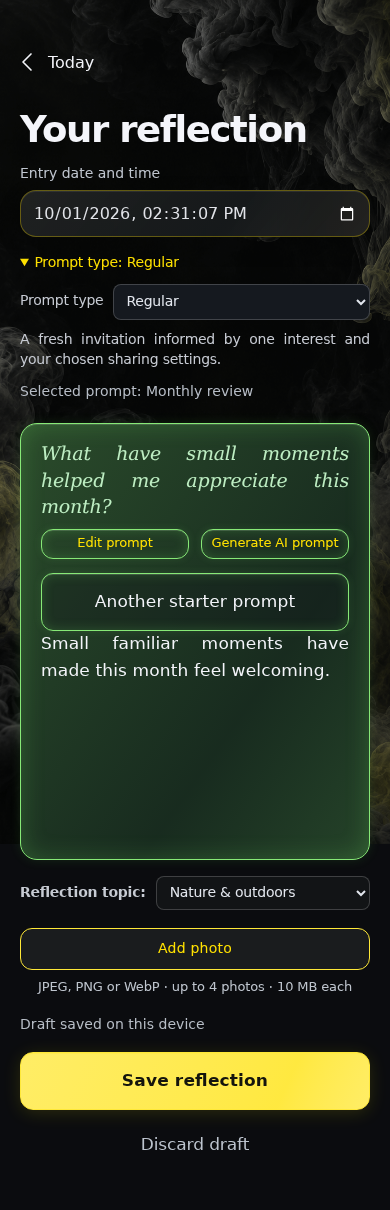 Today
Your reflection
Entry date and time
10/01/2026, 02:31:07 PM
▼ Prompt type: Regular
Prompt type
Regular
A fresh invitation informed by one interest and
your chosen sharing settings.
Selected prompt: Monthly review
What have small moments
helped me appreciate this
month?
Edit prompt
Generate AI prompt
Another starter prompt
Small familiar moments have
made this month feel welcoming.
Reflection topic:
Nature & outdoors
Add photo
JPEG, PNG or WebP · up to 4 photos · 10 MB each
Draft saved on this device
Save reflection
Discard draft